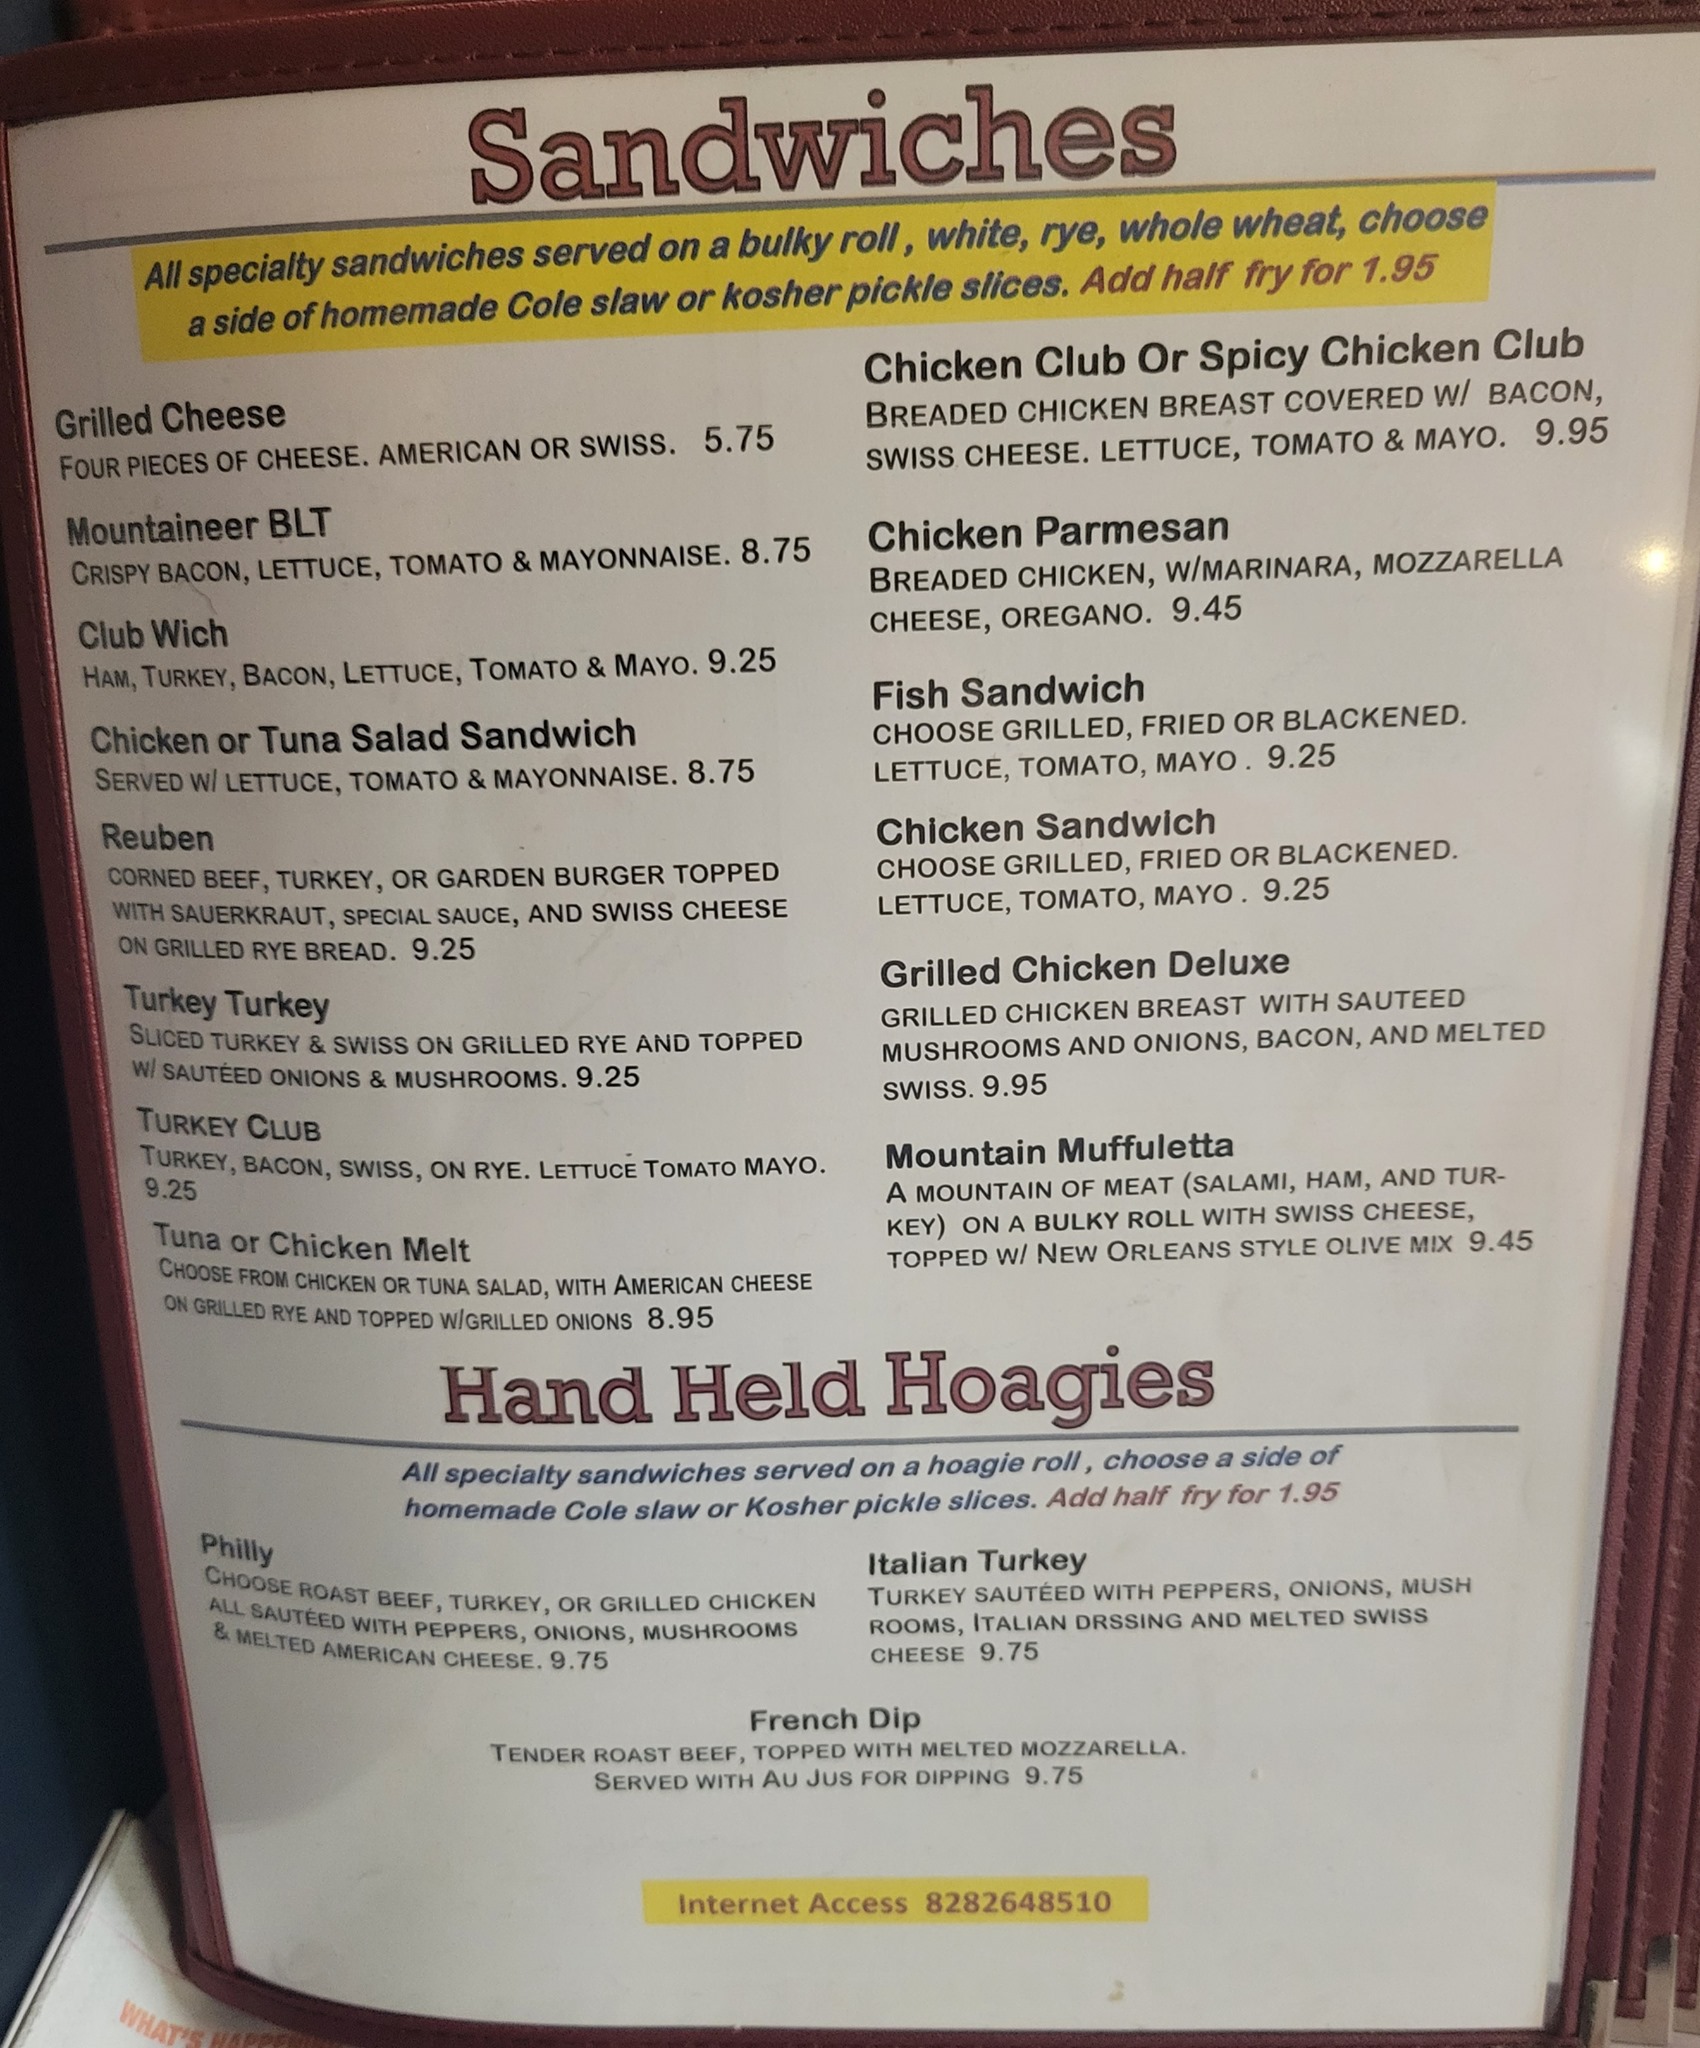 Sandwiches
All specialty sandwiches served on a bulky roll, white, rye, whole wheat, choose
a side of homemade Cole slaw or kosher pickle slices. Add half fry for 1.95
Grilled Cheese
FOUR PIECES OF CHEESE. AMERICAN OR SWISS. 5.75
Mountaineer BLT
CRISPY BACON, LETTUCE, TOMATO & MAYONNAISE. 8.75
Club Wich
HAM, TURKEY, BACON, LETTUCE, TOMATO & MAYO. 9.25
Chicken or Tuna Salad Sandwich
SERVED W/ LETTUCE, TOMATO & MAYONNAISE. 8.75
Reuben
CORNED BEEF, TURKEY, OR GARDEN BURGER TOPPED
WITH SAUERKRAUT, SPECIAL SAUCE, AND SWISS CHEESE
ON GRILLED RYE BREAD. 9.25
Turkey Turkey
SLICED TURKEY & SWISS ON GRILLED RYE AND TOPPED
W/ SAUTÉED ONIONS & MUSHROOMS. 9.25
TURKEY CLUB
TURKEY, BACON, SWISS, ON RYE. LETTUCE TOMATO MAYO.
9.25
Tuna or Chicken Melt
CHOOSE FROM CHICKEN OR TUNA SALAD, WITH AMERICAN CHEESE
ON GRILLED RYE AND TOPPED W/GRILLED ONIONS 8.95
Chicken Club Or Spicy Chicken Club
BREADED CHICKEN BREAST COVERED W/ BACON,
SWISS CHEESE. LETTUCE, TOMATO & MAYO. 9.95
Chicken Parmesan
BREADED CHICKEN, W/MARINARA, MOZZARELLA
CHEESE, OREGANO. 9.45
Fish Sandwich
CHOOSE GRILLED, FRIED OR BLACKENED.
LETTUCE, TOMATO, MAYO . 9.25
Chicken Sandwich
CHOOSE GRILLED, FRIED OR BLACKENED.
LETTUCE, TOMATO, MAYO . 9.25
Grilled Chicken Deluxe
GRILLED CHICKEN BREAST WITH SAUTEED
MUSHROOMS AND ONIONS, BACON, AND MELTED
SWISS. 9.95
Mountain Muffuletta
A MOUNTAIN OF MEAT (SALAMI, HAM, AND TUR-
KEY) ON A BULKY ROLL WITH SWISS CHEESE,
TOPPED W/ NEW ORLEANS STYLE OLIVE MIX 9.45
Hand Held Hoagies
All specialty sandwiches served on a hoagie roll, choose a side of
homemade Cole slaw or Kosher pickle slices. Add half fry for 1.95
Philly
CHOOSE ROAST BEEF, TURKEY, OR GRILLED CHICKEN
ALL SAUTÉED WITH PEPPERS, ONIONS, MUSHROOMS
& MELTED AMERICAN CHEESE. 9.75
Italian Turkey
TURKEY SAUTÉED WITH PEPPERS, ONIONS, MUSH
ROOMS, ITALIAN DRSSING AND MELTED SWISS
CHEESE 9.75
French Dip
TENDER ROAST BEEF, TOPPED WITH MELTED MOZZARELLA.
SERVED WITH AU JUS FOR DIPPING 9.75
Internet Access 8282648510
WHAT'S